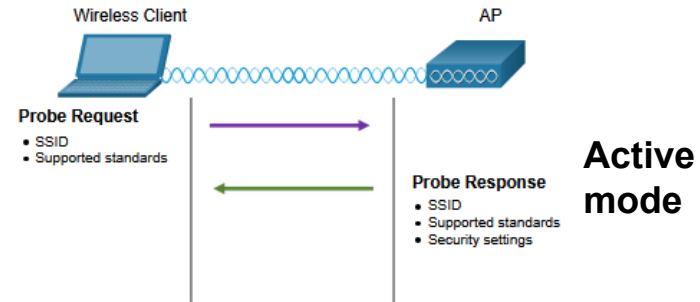 Wireless Client
AP
Probe Request
• SSID
• Supported standards
Probe Response
• SSID
• Supported standards
• Security settings
Active
mode